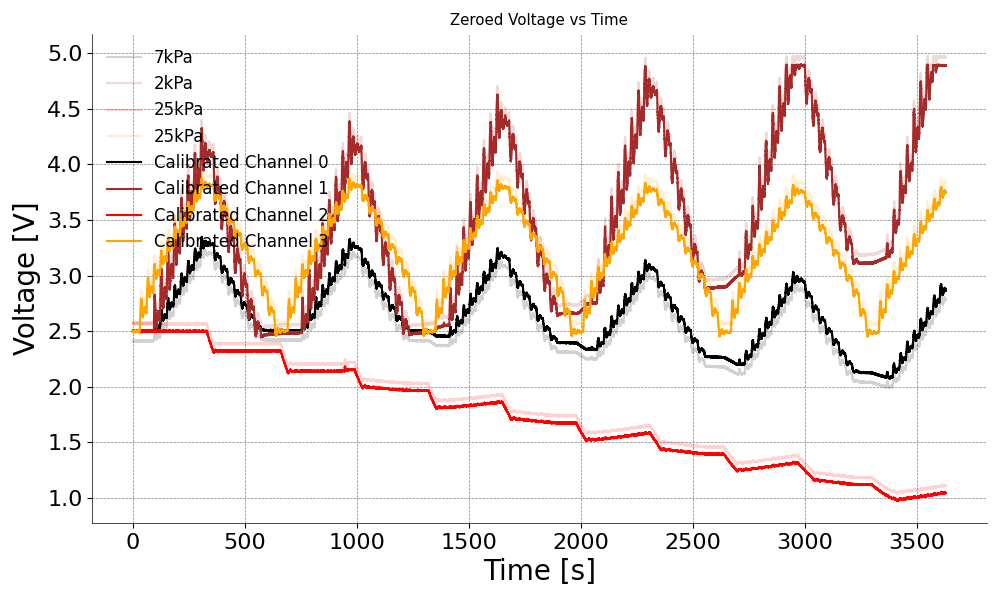 Zeroed Voltage vs Time
7kPa
2kPa
25kPa
25kPa
Calibrated Channel 0
Calibrated Channel 1
Calibrated Channel 2
Calibrated Channel 3
Voltage [V]
5.0
4.5
4.0
3.5
3.0
2.5
2.0
1.5
1.0
0 500 1000 1500 2000 2500 3000 3500
Time [s]